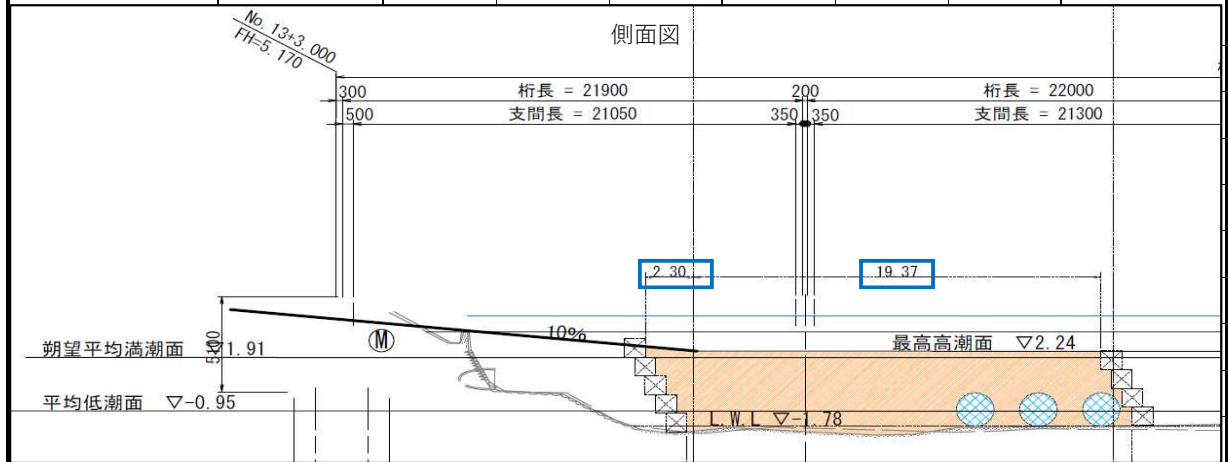 側面図
No. 13+3.000
FH=5.170
300
桁長 = 21900
200
桁長 = 22000
500
支間長 = 21050
350
350
支間長 = 21300
2.30
19.37
10%
M
朔望平均満潮面 ▽1.91
最高高潮面 ▽2.24
平均低潮面 ▽-0.95
L.W.L ▽-1.78